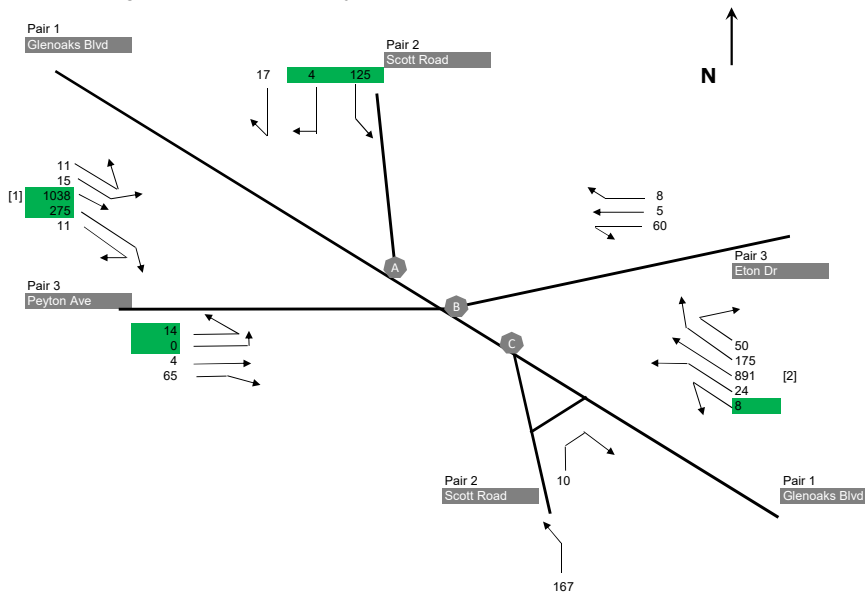 Pair 1
Glenoaks Blvd
Pair 2
Scott Road
17 4 125
N
11
15
[1] 1038
275
11
8
5
60
A
Pair 3
Eton Dr
Pair 3
Peyton Ave
B
14
0
4
65
C
50
175
891 [2]
24
8
Pair 2
Scott Road
10
Pair 1
Glenoaks Blvd
167